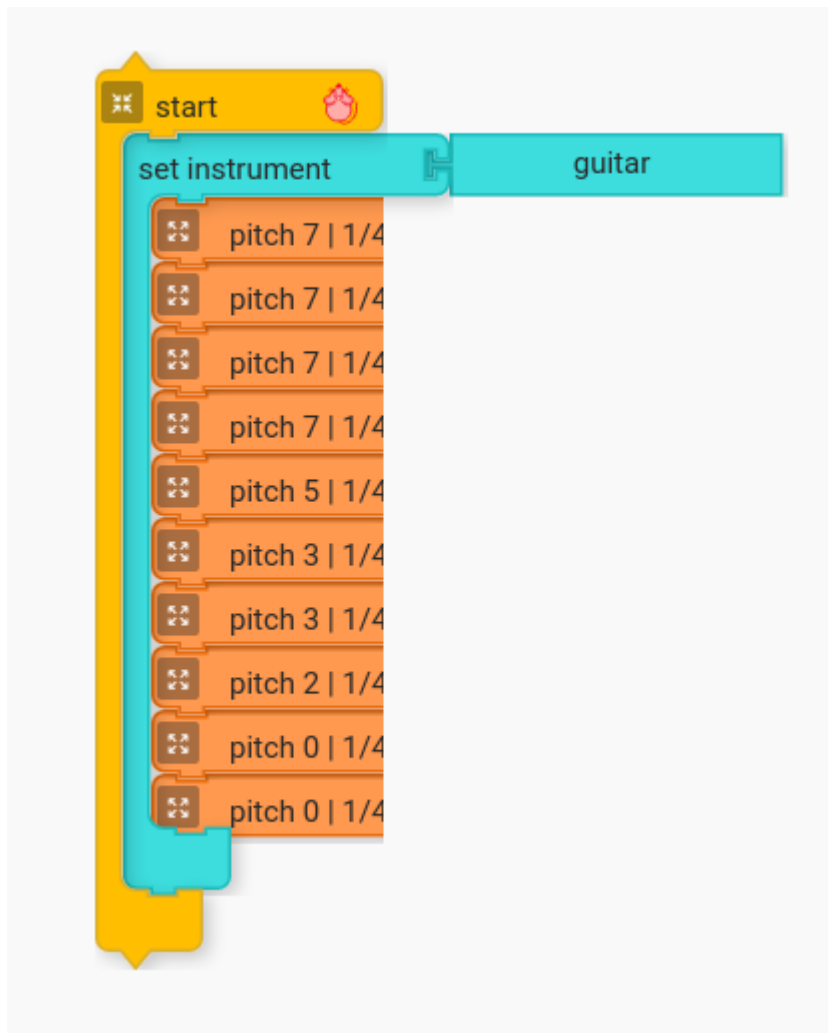 start
set instrument guitar
pitch 7 | 1/4
pitch 7 | 1/4
pitch 7 | 1/4
pitch 7 | 1/4
pitch 5 | 1/4
pitch 3 | 1/4
pitch 3 | 1/4
pitch 2 | 1/4
pitch 0 | 1/4
pitch 0 | 1/4